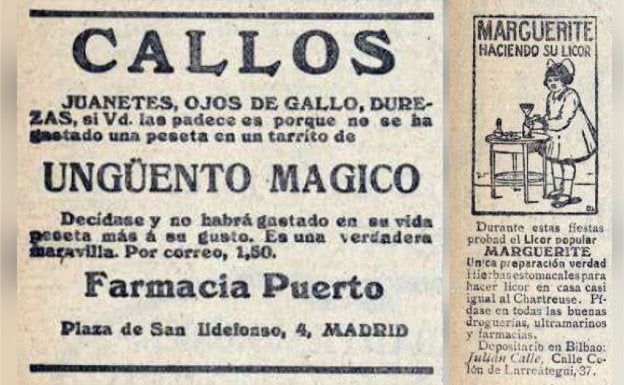 CALLOS
JUANETES, OJOS DE GALLO, DURE-
ZAS, si Vd. las padece es porque no se ha
gastado una peseta en un tarrito de
UNGÜENTO MAGICO
Decídase y no habrá gastado en su vida
peseta más á su gusto. Es una verdadera
maravilla. Por correo, 1,50.
Farmacia Puerto
Plaza de San Ildefonso, 4, MADRID
MARGUERITE
HACIENDO SU LICOR
Durante estas fiestas
probad el Licor popular
MARGUERITE
Unica preparación verdad
i tierbas estomacales para
hacer licor en casa casi
igual al Chartreuse. Pí-
dase en todas las buenas
droguerías, ultramarinos
y farmacias.
Depositario en Bilbao:
Julián Calle, Calle Co-
lón de Larreátegui, 37.